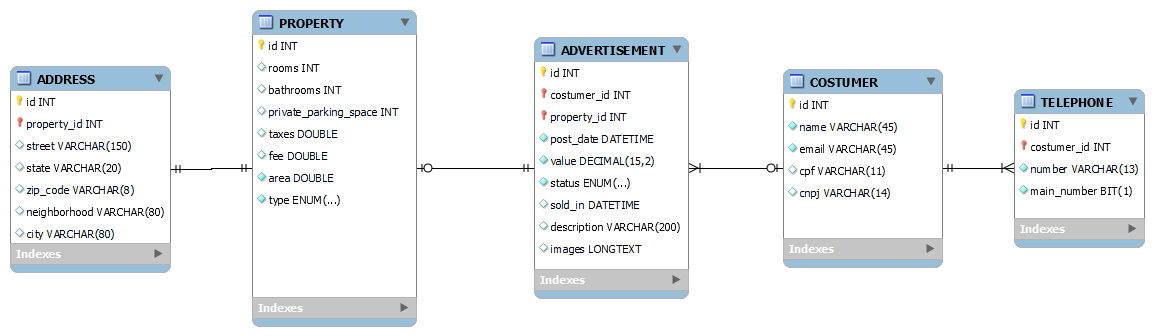 ADDRESS
id INT
property_id INT
street VARCHAR(150)
state VARCHAR(20)
zip_code VARCHAR(8)
neighborhood VARCHAR(80)
city VARCHAR(80)
Indexes
PROPERTY
id INT
rooms INT
bathrooms INT
private_parking_space INT
taxes DOUBLE
fee DOUBLE
area DOUBLE
type ENUM(...)
Indexes
ADVERTISEMENT
id INT
costumer_id INT
property_id INT
post_date DATETIME
value DECIMAL(15,2)
status ENUM(...)
sold_in DATETIME
description VARCHAR(200)
images LONGTEXT
Indexes
COSTUMER
id INT
name VARCHAR(45)
email VARCHAR(45)
cpf VARCHAR(11)
cnpj VARCHAR(14)
Indexes
TELEPHONE
id INT
costumer_id INT
number VARCHAR(13)
main_number BIT(1)
Indexes